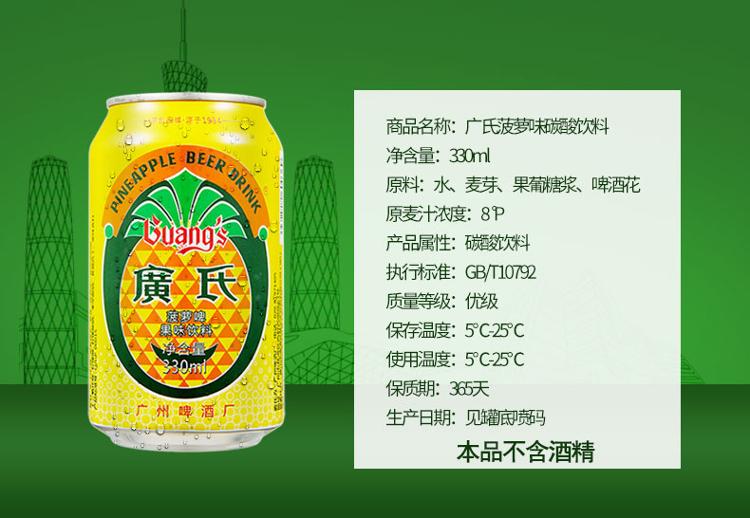 PINEAPPLE BEER DRINK
Guang's
廣氏
菠萝啤
果味饮料
净含量
330ml
广州啤酒厂
商品名称：广氏菠萝味碳酸饮料
净含量：330ml
原料：水、麦芽、果葡糖浆、啤酒花
原麦汁浓度：8°P
产品属性：碳酸饮料
执行标准：GB/T10792
质量等级：优级
保存温度：5℃-25℃
使用温度：5℃-25℃
保质期：365天
生产日期：见罐底喷码
本品不含酒精